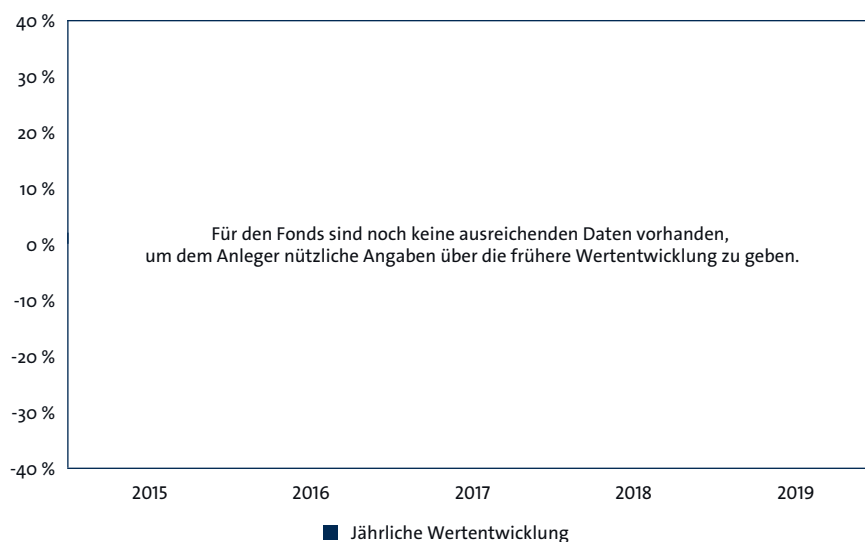 40 %
30 %
20 %
10 %
0 %
-10 %
-20 %
-30 %
-40 %
Für den Fonds sind noch keine ausreichenden Daten vorhanden,
um dem Anleger nützliche Angaben über die frühere Wertentwicklung zu geben.
2015 2016 2017 2018 2019
Jährliche Wertentwicklung